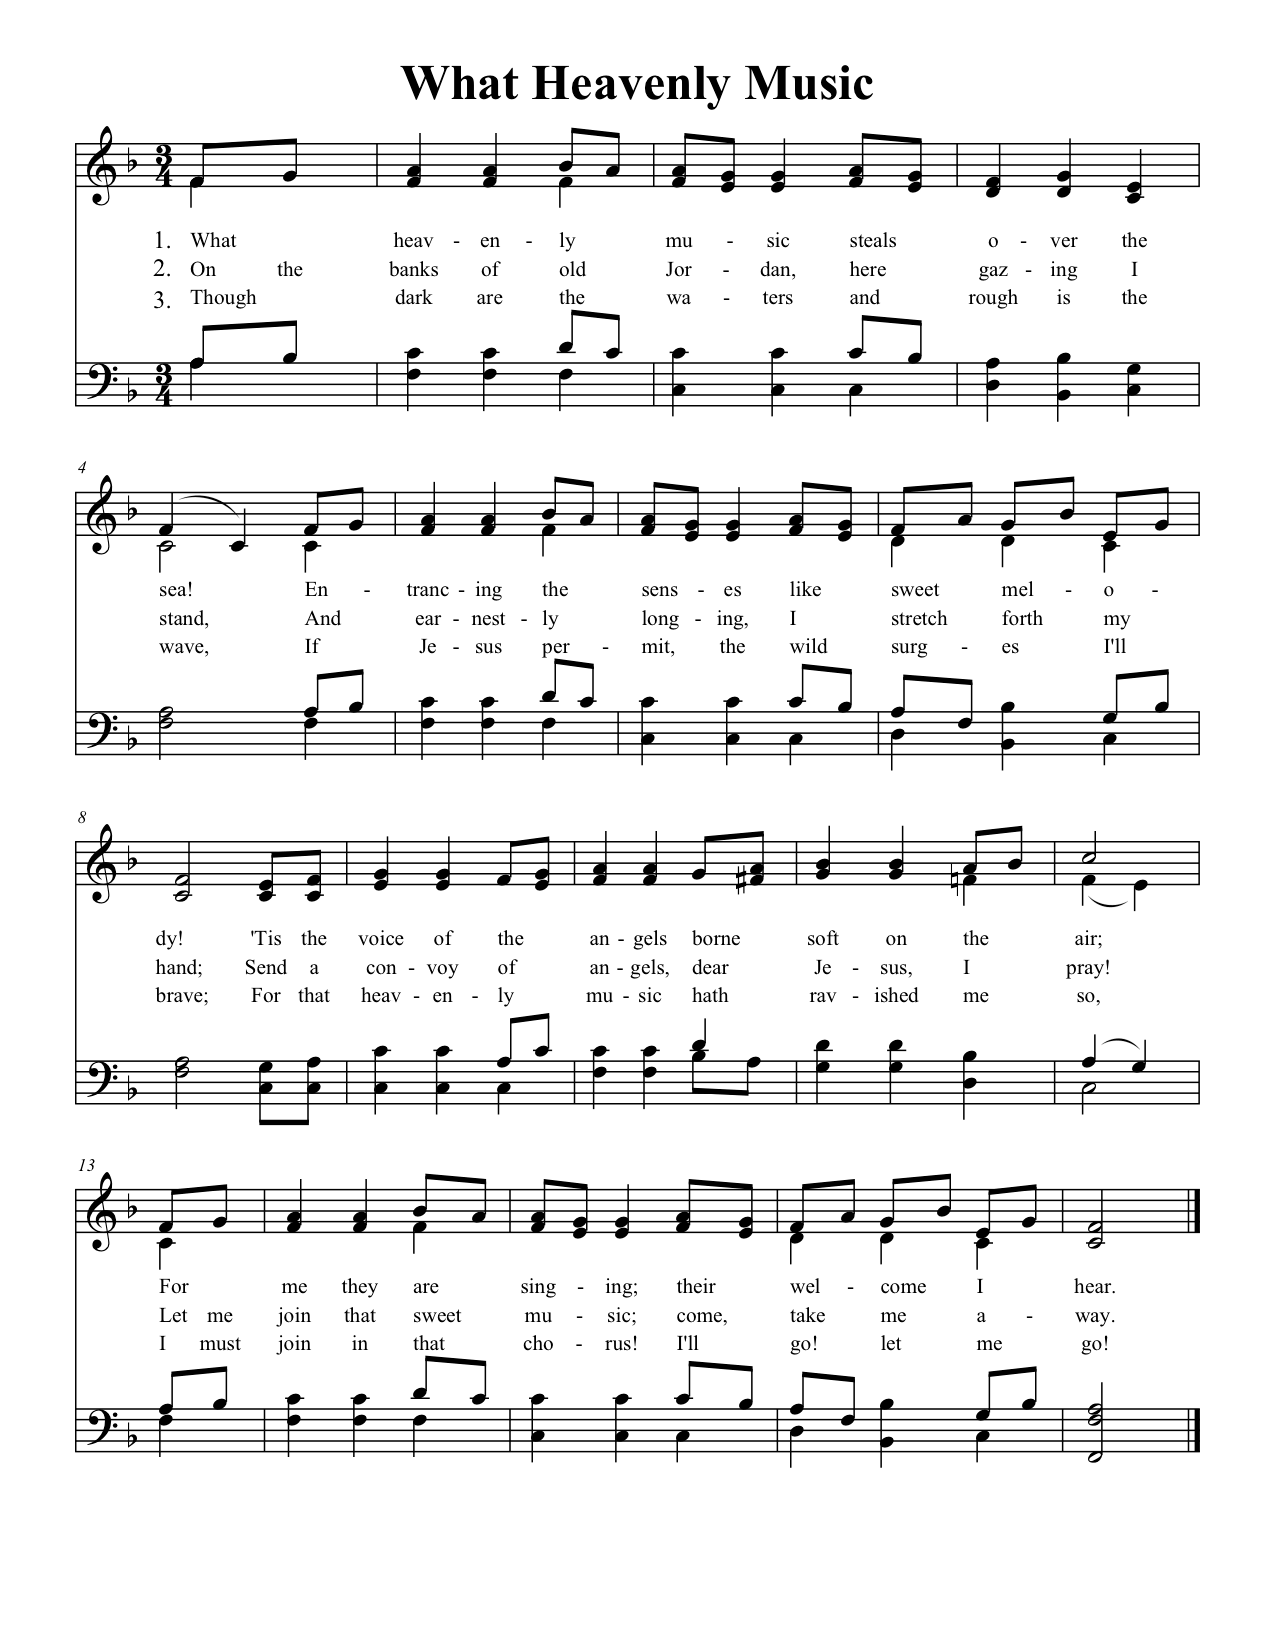 What Heavenly Music
1. What heav - en - ly mu - sic steals o - ver the
2. On the banks of old Jor - dan, here gaz - ing I
3. Though dark are the wa - ters and rough is the
4
sea! En - tranc - ing the sens - es like sweet mel - o -
stand, And ear - nest - ly long - ing, I stretch forth my
wave, If Je - sus per - mit, the wild surg - es I'll
8
dy! 'Tis the voice of the an - gels borne soft on the air;
hand; Send a con - voy of an - gels, dear Je - sus, I pray!
brave; For that heav - en - ly mu - sic hath rav - ished me so,
13
For me they are sing - ing; their wel - come I hear.
Let me join that sweet mu - sic; come, take me a - way.
I must join in that cho - rus! I'll go! let me go!